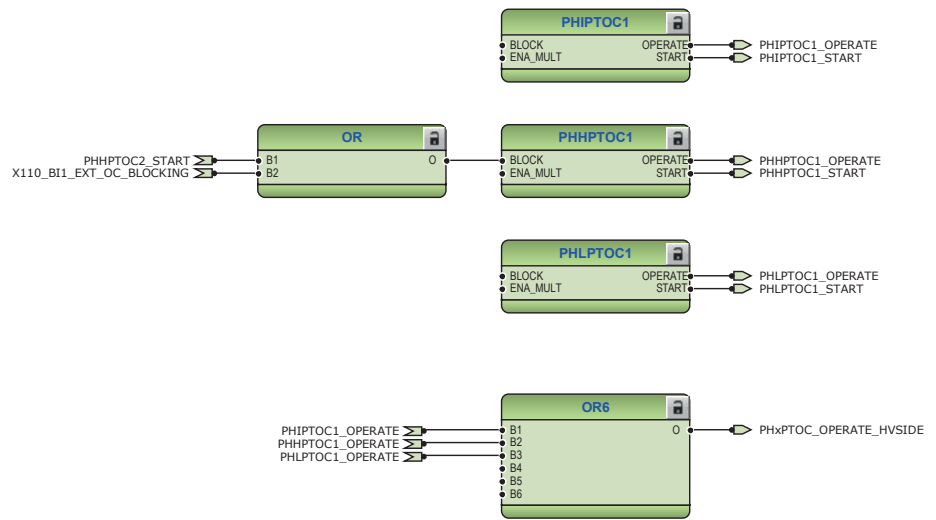 PHIPTOC1
BLOCK
ENA_MULT
OPERATE
START
PHIPTOC1_OPERATE
PHIPTOC1_START
PHHPTOC2_START
X110_BI1_EXT_OC_BLOCKING
OR
B1
B2
O
PHHPTOC1
BLOCK
ENA_MULT
OPERATE
START
PHHPTOC1_OPERATE
PHHPTOC1_START
PHLPTOC1
BLOCK
ENA_MULT
OPERATE
START
PHLPTOC1_OPERATE
PHLPTOC1_START
PHIPTOC1_OPERATE
PHHPTOC1_OPERATE
PHLPTOC1_OPERATE
OR6
B1
B2
B3
B4
B5
B6
O
PHxPTOC_OPERATE_HVSIDE